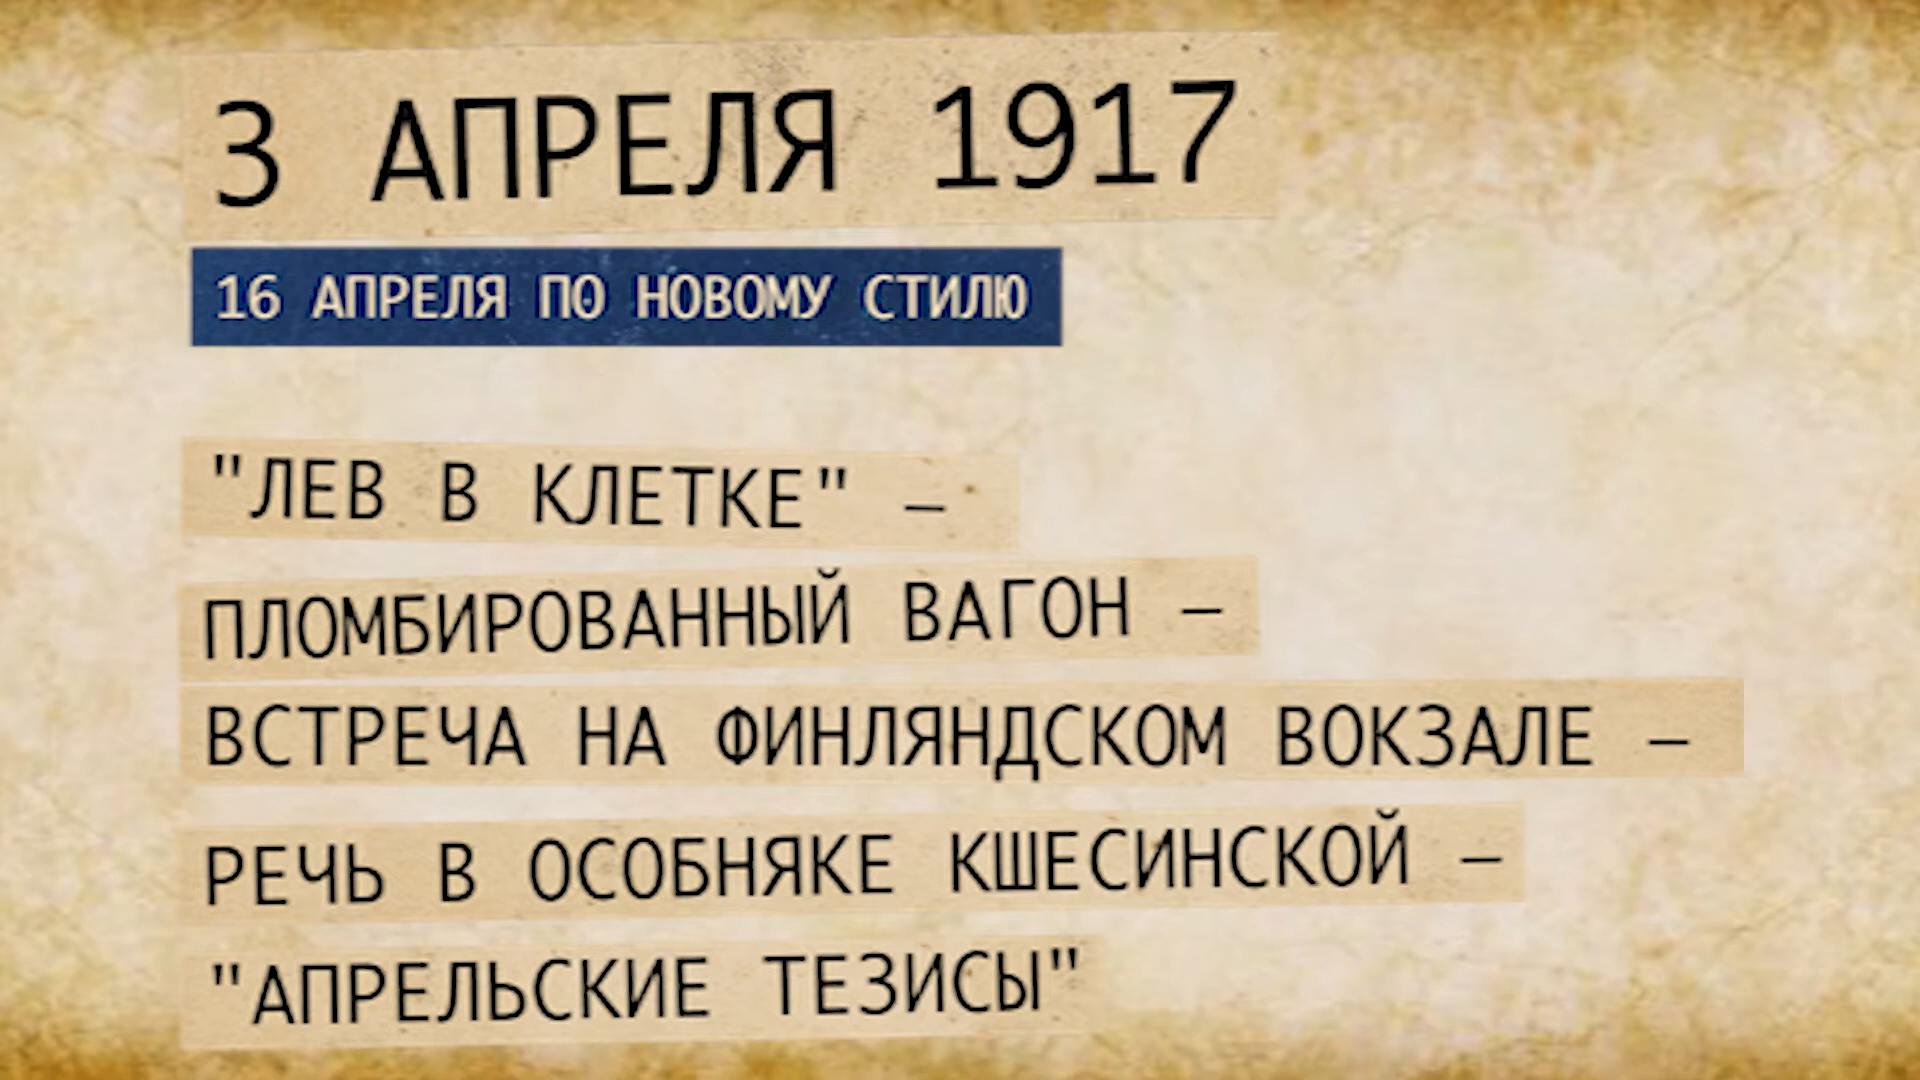 3 АПРЕЛЯ 1917
16 АПРЕЛЯ ПО НОВОМУ СТИЛЮ
"ЛЕВ В КЛЕТКЕ" –
ПЛОМБИРОВАННЫЙ ВАГОН –
ВСТРЕЧА НА ФИНЛЯНДСКОМ ВОКЗАЛЕ –
РЕЧЬ В ОСОБНЯКЕ КШЕСИНСКОЙ –
"АПРЕЛЬСКИЕ ТЕЗИСЫ"